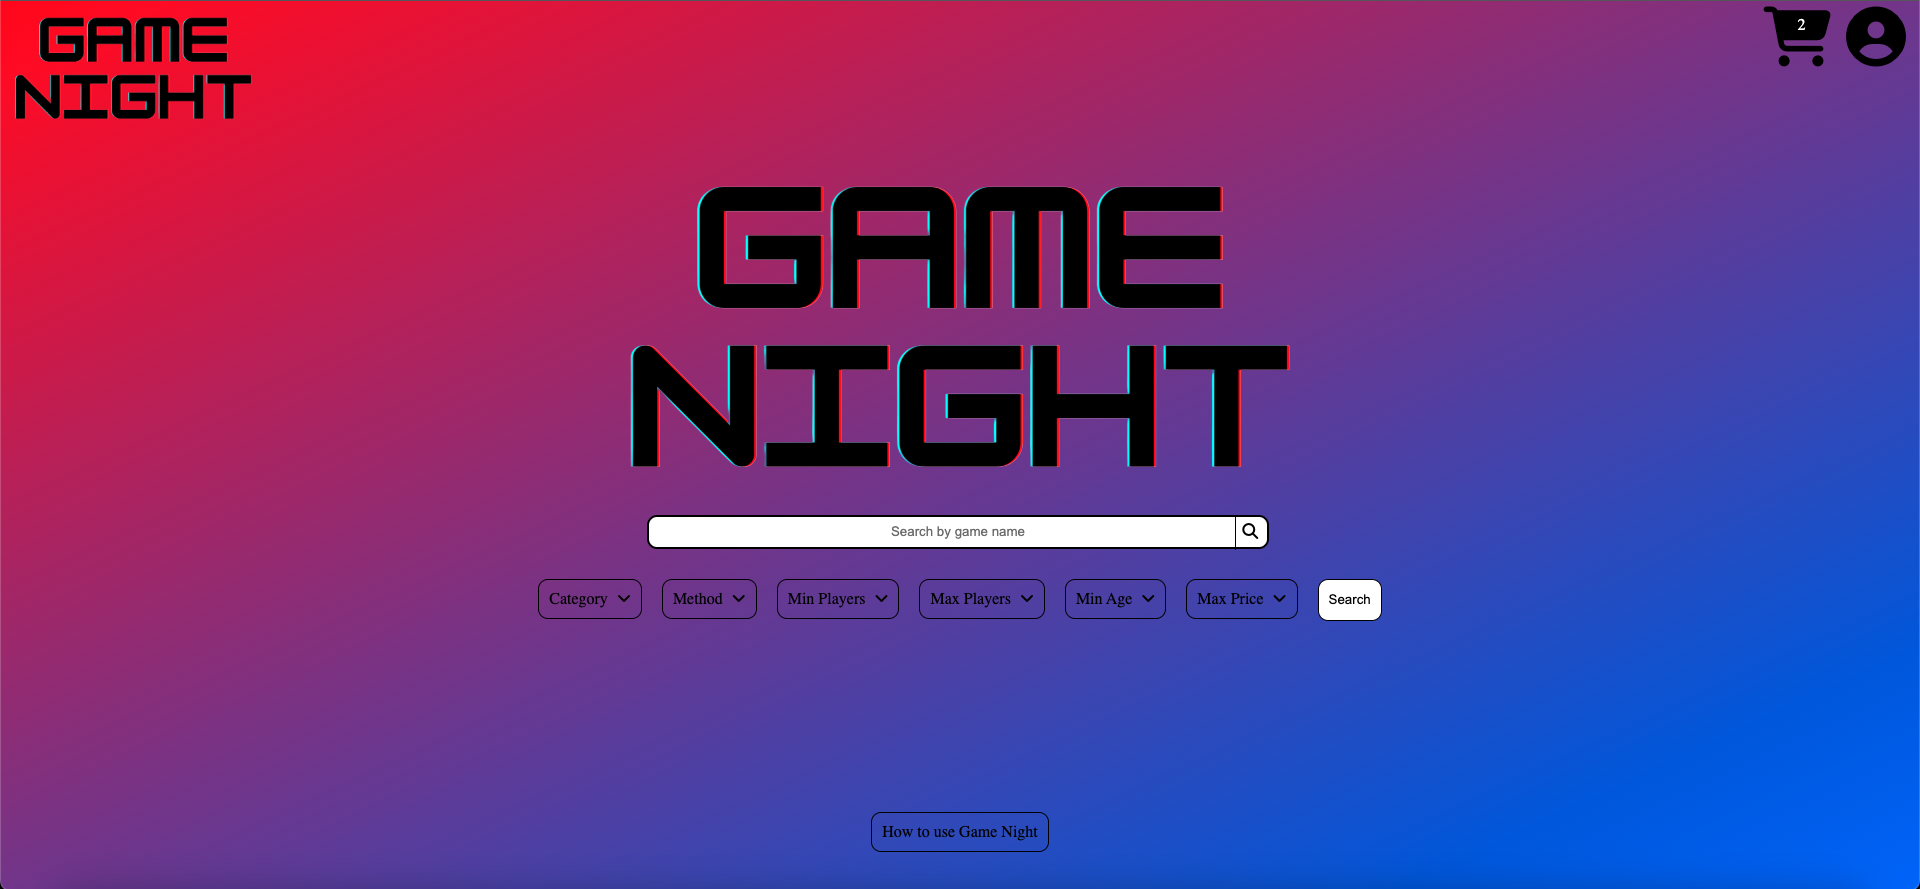 GAME
NIGHT
2
GAME
NIGHT
Search by game name
Category Method Min Players Max Players Min Age Max Price Search
How to use Game Night